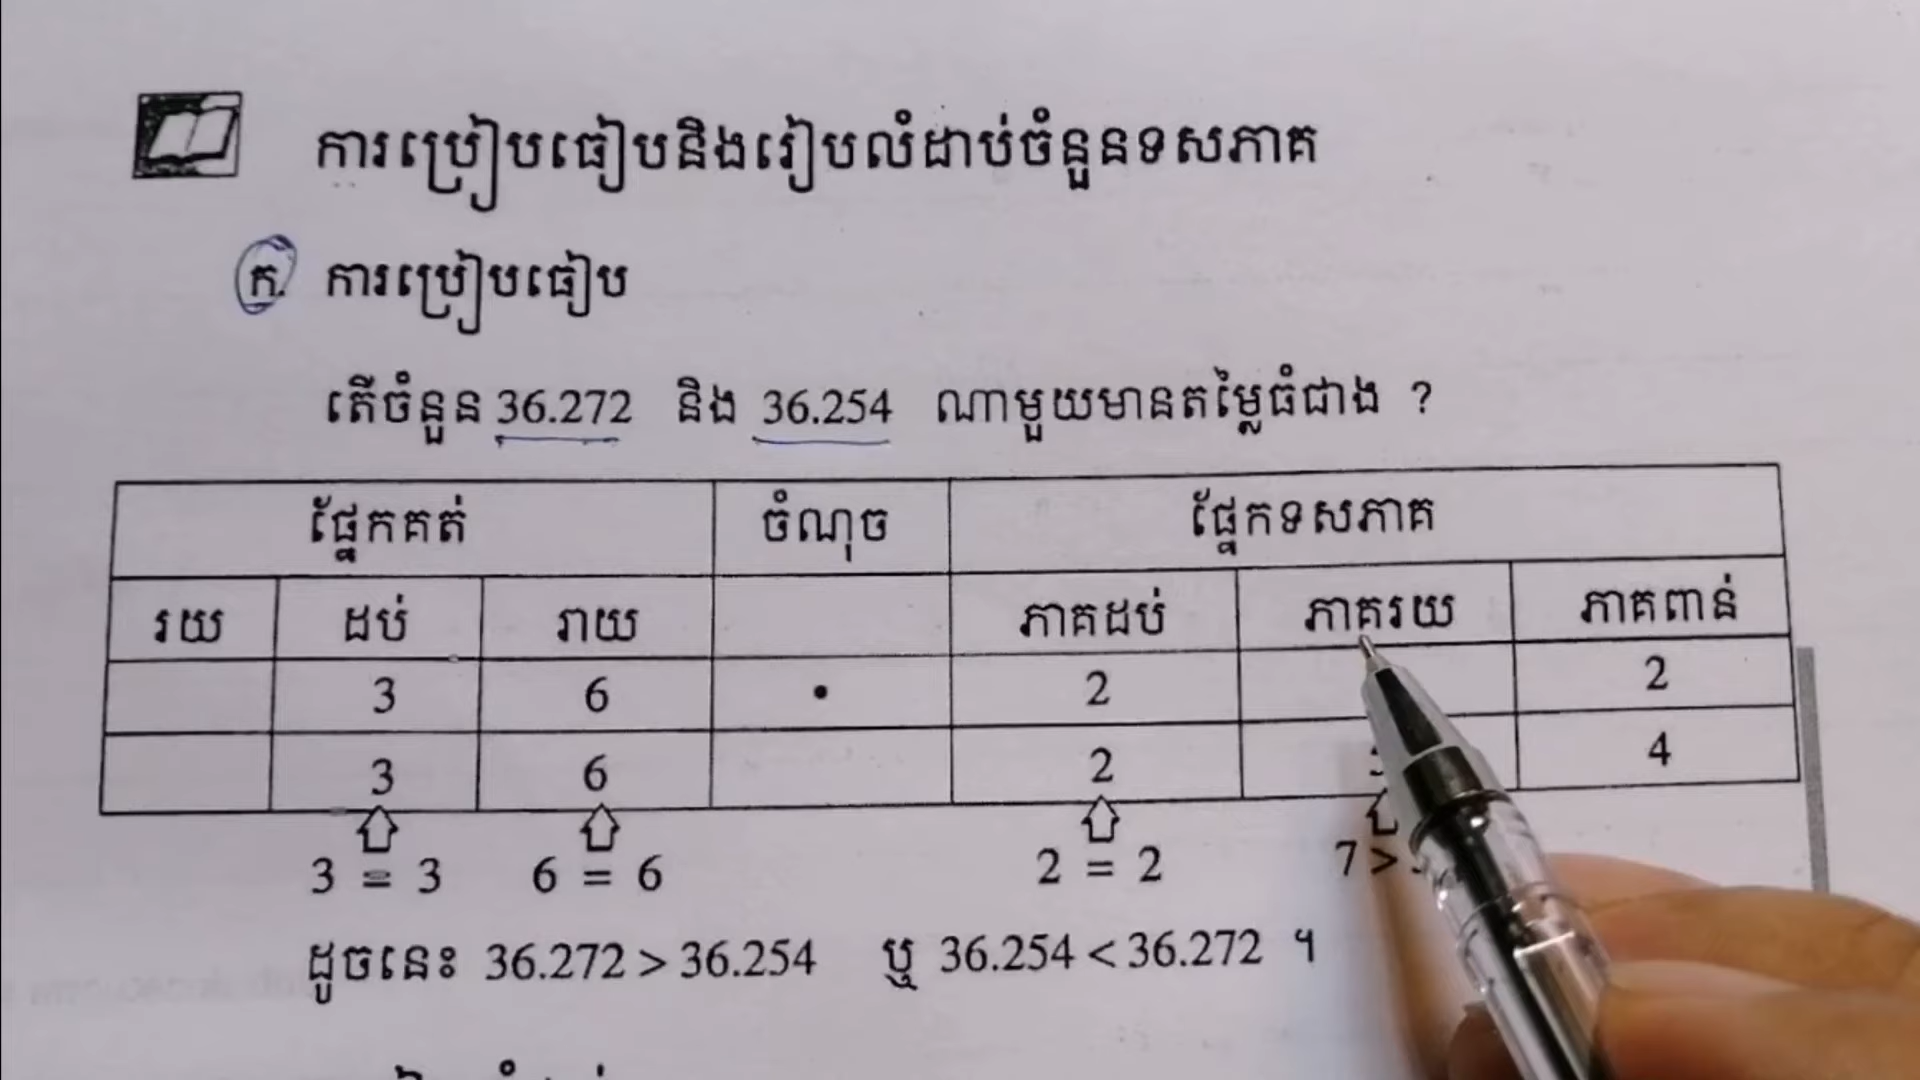 ការប្រៀបធៀបនិងរៀបលំដាប់ចំនួនទសភាគ
ក. ការប្រៀបធៀប
តើចំនួន 36.272 និង 36.254 ណាមួយមានតម្លៃធំជាង ?
ផ្នែកគត់ ចំណុច ផ្នែកទសភាគ
រយ ដប់ រាយ ភាគដប់ ភាគរយ ភាគពាន់
3 6 • 2 2
3 6 2 4
3 = 3 6 = 6 2 = 2 7 >
ដូចនេះ 36.272 > 36.254 ឬ 36.254 < 36.272 ។